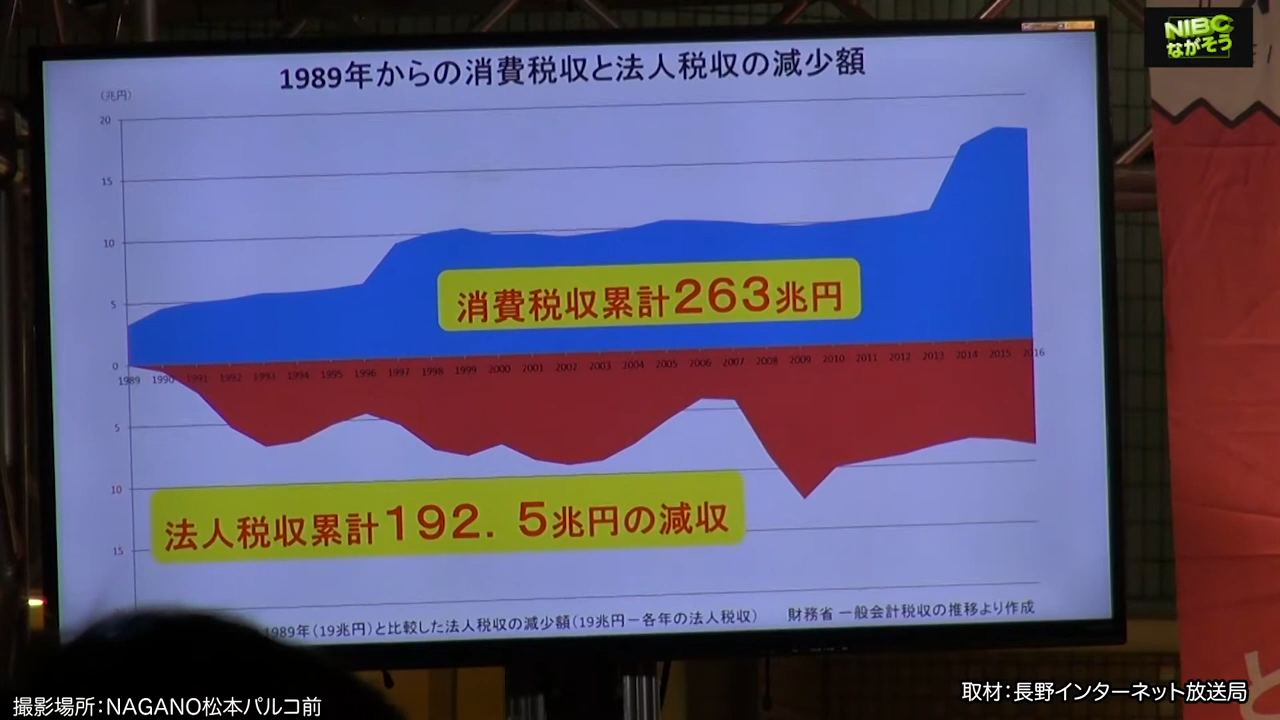 NIBC
ながそう
1989年からの消費税収と法人税収の減少額
(兆円)
20
15
10
5
0
1989 1990 1991 1992 1993 1994 1995 1996 1997 1998 1999 2000 2001 2002 2003 2004 2005 2006 2007 2008 2009 2010 2011 2012 2013 2014 2015 2016
5
10
15
消費税収累計263兆円
法人税収累計192.5兆円の減収
1989年(19兆円)と比較した法人税収の減少額(19兆円－各年の法人税収) 財務省 一般会計税収の推移より作成
撮影場所:NAGANO松本パルコ前
取材:長野インターネット放送局